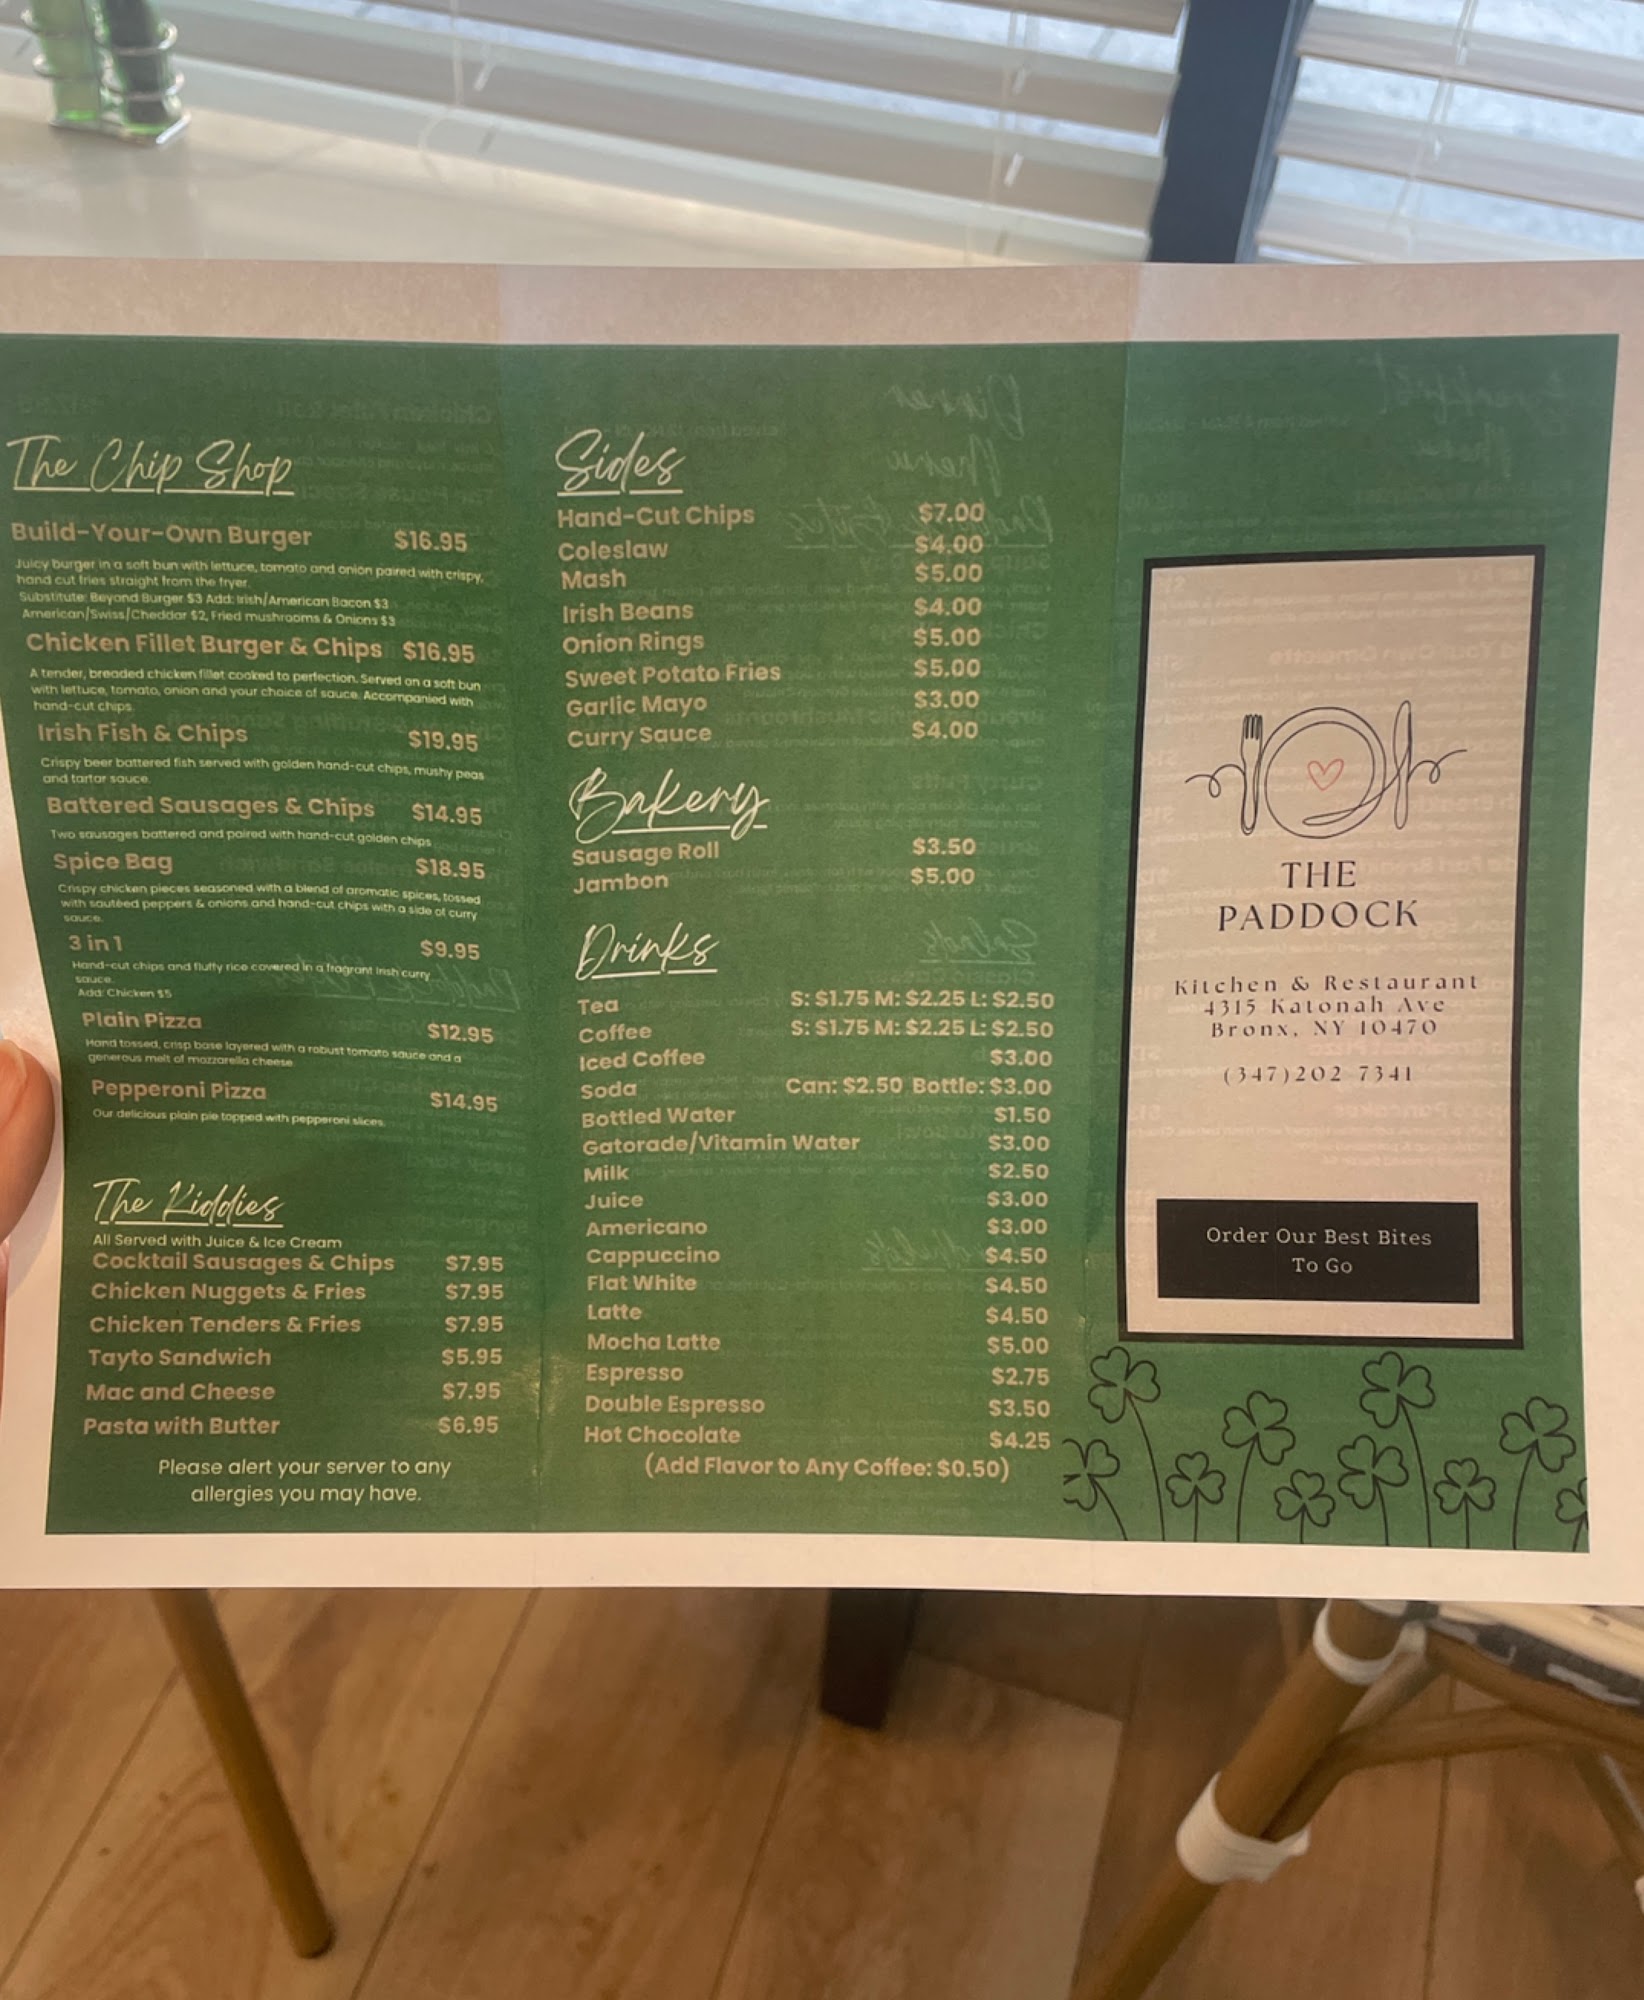 The Chip Shop
Build-Your-Own Burger $16.95
Juicy burger in a soft bun with lettuce, tomato and onion paired with crispy,
hand cut fries straight from the fryer.
Substitute: Beyond Burger $3 Add: Irish/American Bacon $3
American/Swiss/Cheddar $2, Fried mushrooms & Onions $3
Chicken Fillet Burger & Chips $16.95
A tender, breaded chicken fillet cooked to perfection. Served on a soft bun
with lettuce, tomato, onion and your choice of sauce. Accompanied with
hand-cut chips.
Irish Fish & Chips $19.95
Crispy beer battered fish served with golden hand-cut chips, mushy peas
and tartar sauce.
Battered Sausages & Chips $14.95
Two sausages battered and paired with hand-cut golden chips
Spice Bag $18.95
Crispy chicken pieces seasoned with a blend of aromatic spices, tossed
with sautéed peppers & onions and hand-cut chips with a side of curry
sauce.
3 in 1 $9.95
Hand-cut chips and fluffy rice covered in a fragrant Irish curry
sauce.
Add: Chicken $5
Plain Pizza $12.95
Hand tossed, crisp base layered with a robust tomato sauce and a
generous melt of mozzarella cheese.
Pepperoni Pizza $14.95
Our delicious plain pie topped with pepperoni slices.
The Kiddies
All Served with Juice & Ice Cream
Cocktail Sausages & Chips $7.95
Chicken Nuggets & Fries $7.95
Chicken Tenders & Fries $7.95
Tayto Sandwich $5.95
Mac and Cheese $7.95
Pasta with Butter $6.95
Please alert your server to any
allergies you may have.
Sides
Hand-Cut Chips $7.00
Coleslaw $4.00
Mash $5.00
Irish Beans $4.00
Onion Rings $5.00
Sweet Potato Fries $5.00
Garlic Mayo $3.00
Curry Sauce $4.00
Bakery
Sausage Roll $3.50
Jambon $5.00
Drinks
Tea S: $1.75 M: $2.25 L: $2.50
Coffee S: $1.75 M: $2.25 L: $2.50
Iced Coffee $3.00
Soda Can: $2.50 Bottle: $3.00
Bottled Water $1.50
Gatorade/Vitamin Water $3.00
Milk $2.50
Juice $3.00
Americano $3.00
Cappuccino $4.50
Flat White $4.50
Latte $4.50
Mocha Latte $5.00
Espresso $2.75
Double Espresso $3.50
Hot Chocolate $4.25
(Add Flavor to Any Coffee: $0.50)
THE
PADDOCK
Kitchen & Restaurant
4315 Katonah Ave
Bronx, NY 10470
(347)202 7341
Order Our Best Bites
To Go